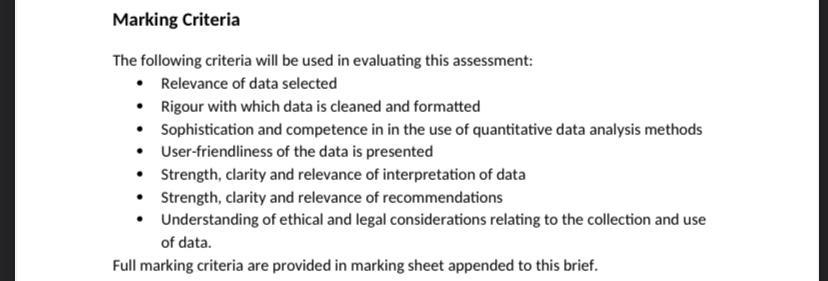 Marking Criteria
The following criteria will be used in evaluating this assessment:
• Relevance of data selected
• Rigour with which data is cleaned and formatted
• Sophistication and competence in in the use of quantitative data analysis methods
• User-friendliness of the data is presented
• Strength, clarity and relevance of interpretation of data
• Strength, clarity and relevance of recommendations
• Understanding of ethical and legal considerations relating to the collection and use
of data.
Full marking criteria are provided in marking sheet appended to this brief.